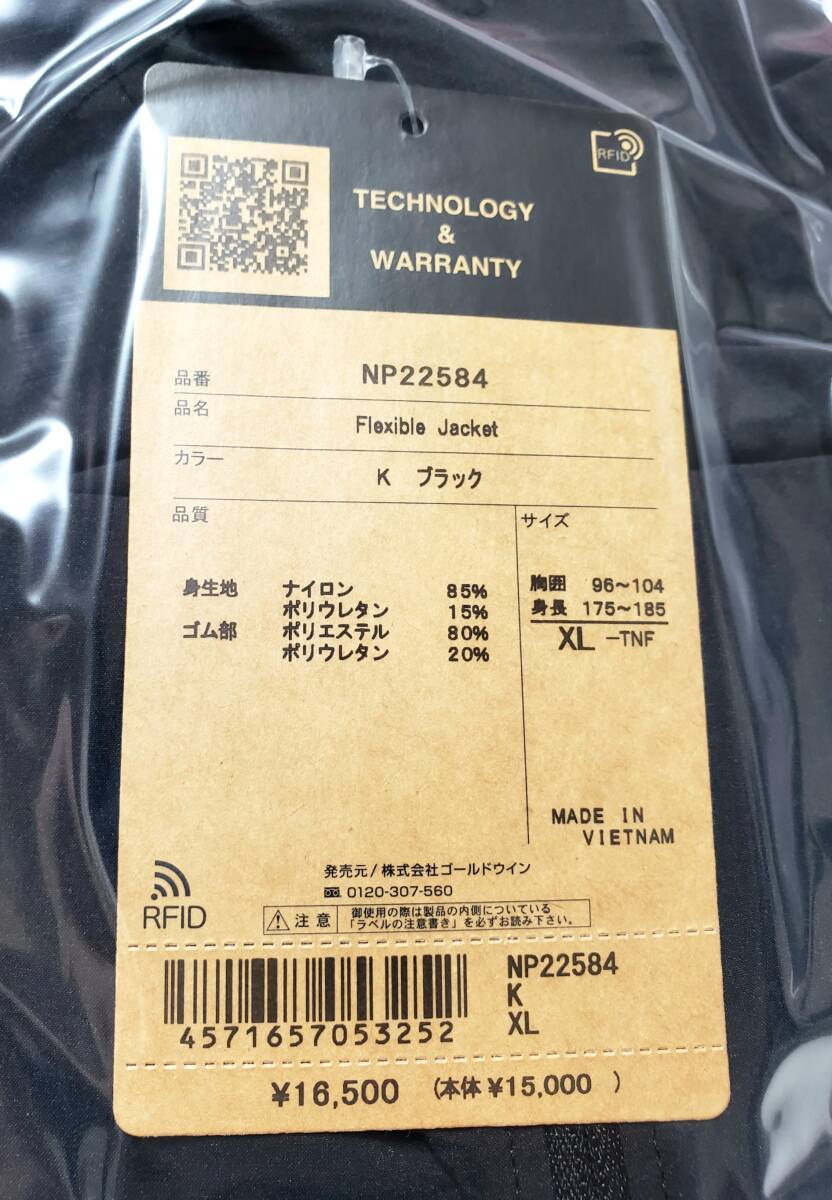 RFID
TECHNOLOGY
&
WARRANTY
品番 NP22584
品名 Flexible Jacket
カラー K ブラック
品質
身生地 ナイロン 85%
ポリウレタン 15%
ゴム部 ポリエステル 80%
ポリウレタン 20%
サイズ
胸囲 96〜104
身長 175〜185
XL -TNF
MADE IN
VIETNAM
発売元/株式会社ゴールドウイン
0120-307-560
RFID
注意 御使用の際は製品の内側についている
「ラベルの注意書き」を必ずお読み下さい。
4571657053252
NP22584
K
XL
¥16,500 (本体 ¥15,000 )